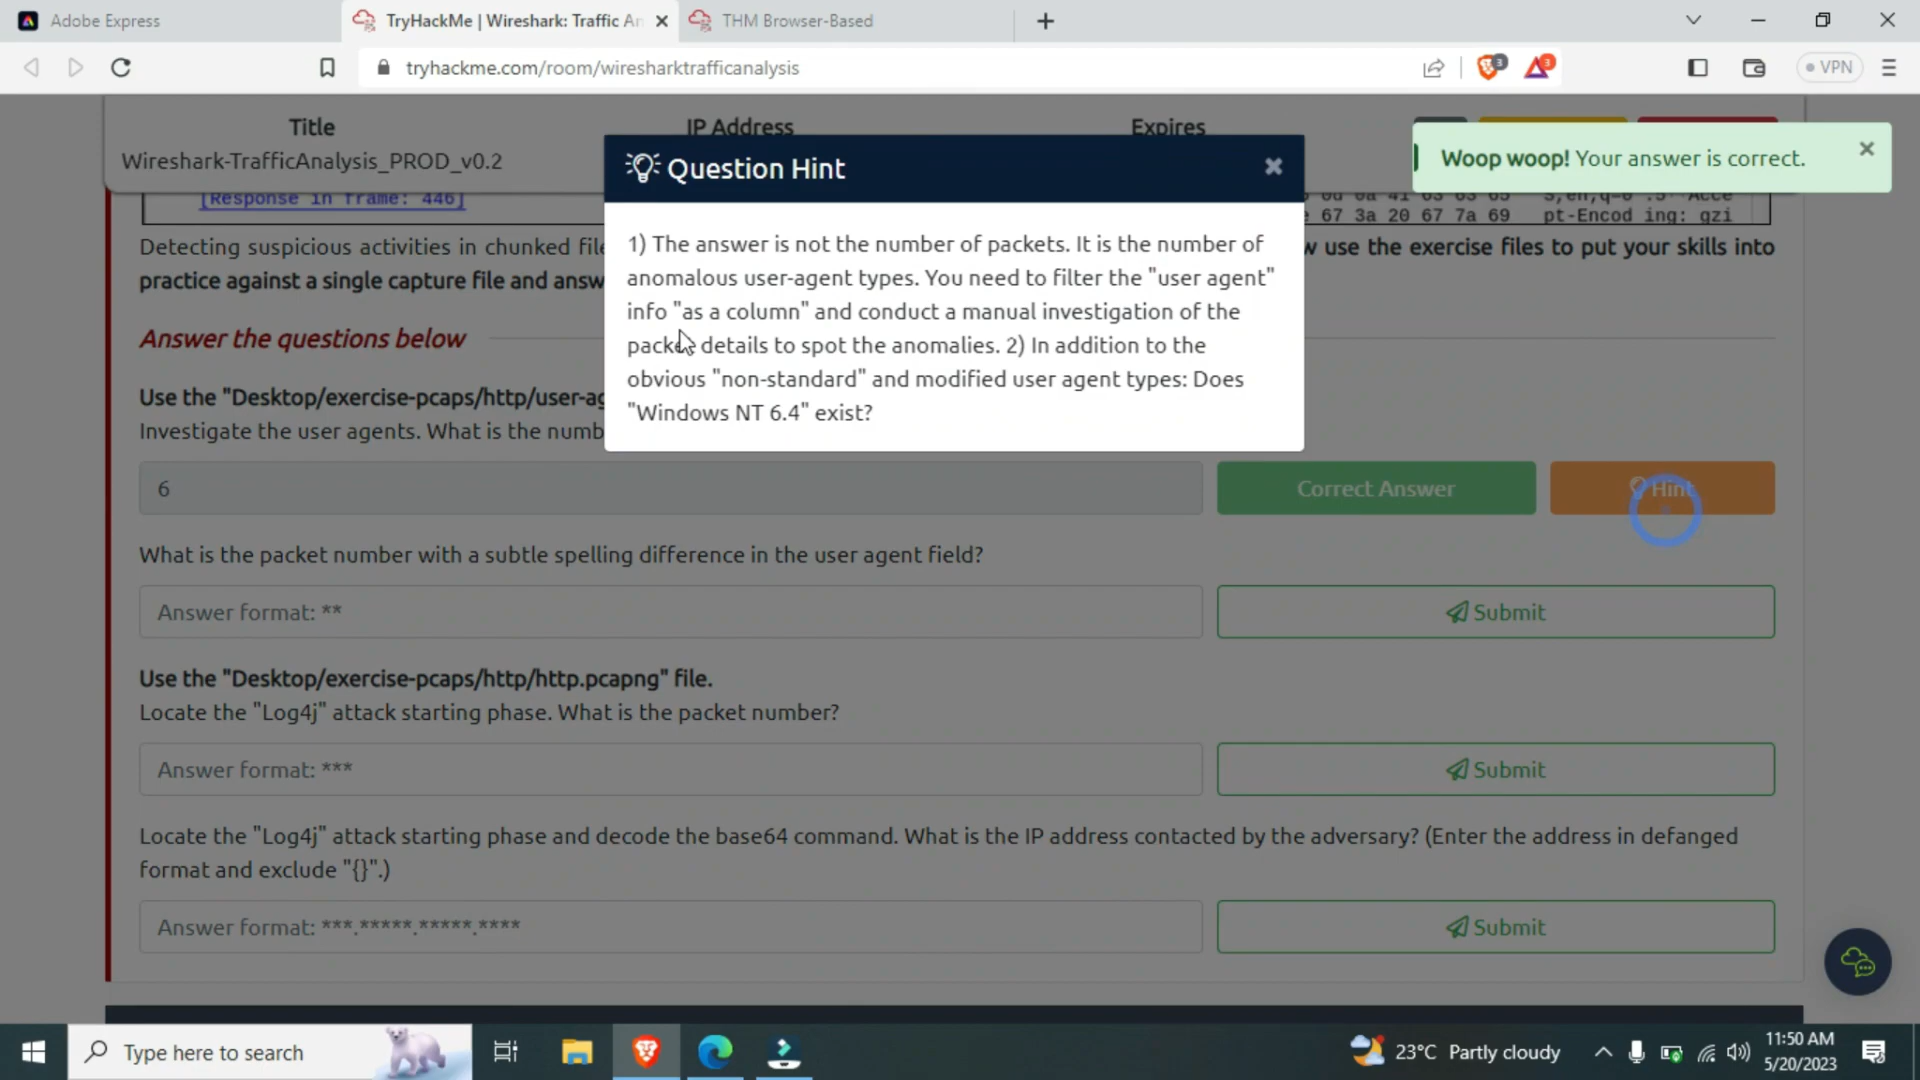 Adobe Express
TryHackMe | Wireshark: Traffic An
THM Browser-Based
tryhackme.com/room/wiresharktrafficanalysis
3
3
VPN
Title
IP Address
Expires
Wireshark-TrafficAnalysis_PROD_v0.2
Question Hint
Woop woop! Your answer is correct.
[Response in frame: 446]
e 67 3a 20 67 7a 69 pt-Encod ing: gzi
Detecting suspicious activities in chunked file
w use the exercise files to put your skills into
practice against a single capture file and answ
1) The answer is not the number of packets. It is the number of
anomalous user-agent types. You need to filter the "user agent"
info "as a column" and conduct a manual investigation of the
packet details to spot the anomalies. 2) In addition to the
obvious "non-standard" and modified user agent types: Does
"Windows NT 6.4" exist?
Answer the questions below
Use the "Desktop/exercise-pcaps/http/user-ag
Investigate the user agents. What is the numb
6
Correct Answer
Hint
What is the packet number with a subtle spelling difference in the user agent field?
Answer format: **
Submit
Use the "Desktop/exercise-pcaps/http/http.pcapng" file.
Locate the "Log4j" attack starting phase. What is the packet number?
Answer format: ***
Submit
Locate the "Log4j" attack starting phase and decode the base64 command. What is the IP address contacted by the adversary? (Enter the address in defanged
format and exclude "{}".)
Answer format: ***.*****.*****.****
Submit
Type here to search
23°C Partly cloudy
11:50 AM
5/20/2023